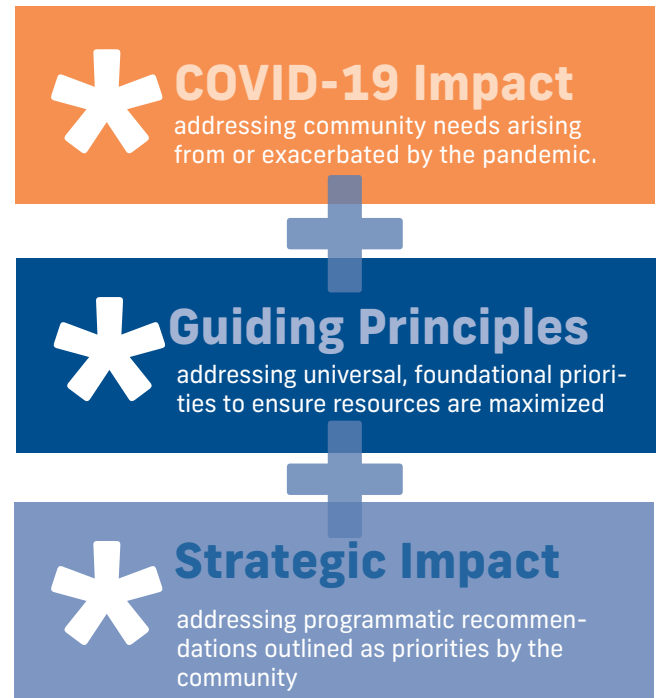 COVID-19 Impact
addressing community needs arising
from or exacerbated by the pandemic.
Guiding Principles
addressing universal, foundational priori-
ties to ensure resources are maximized
Strategic Impact
addressing programmatic recommen-
dations outlined as priorities by the
community